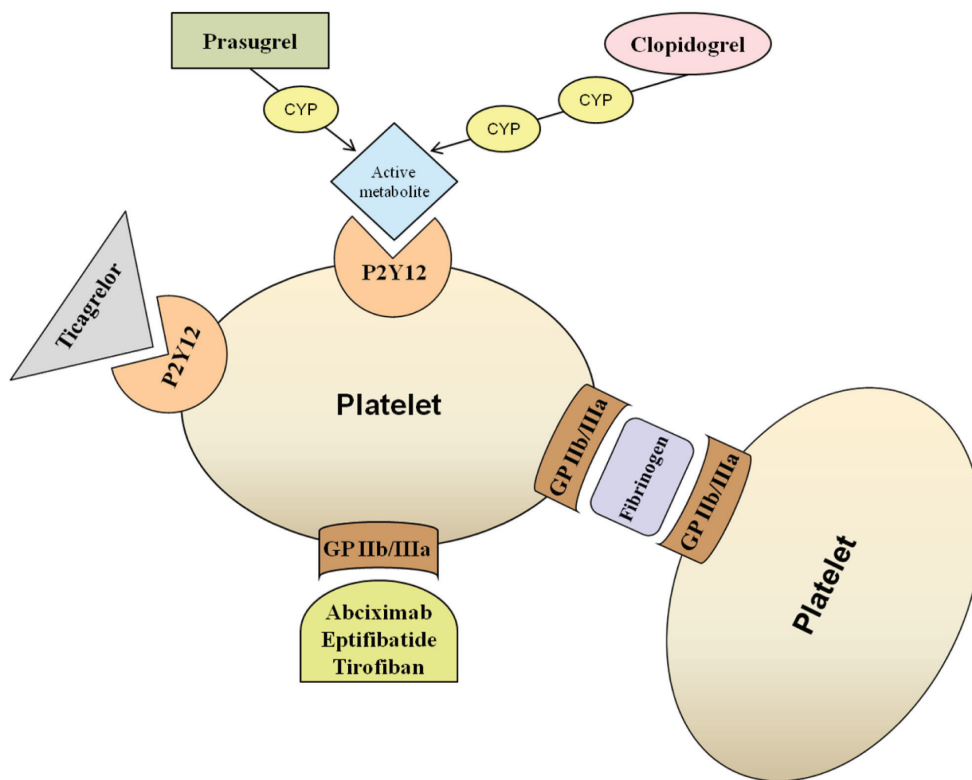 Prasugrel
Clopidogrel
CYP
CYP
CYP
Active
metabolite
P2Y12
Ticagrelor
P2Y12
Platelet
GP IIb/IIIa
Fibrinogen
GP IIb/IIIa
Platelet
GP IIb/IIIa
Abciximab
Eptifibatide
Tirofiban